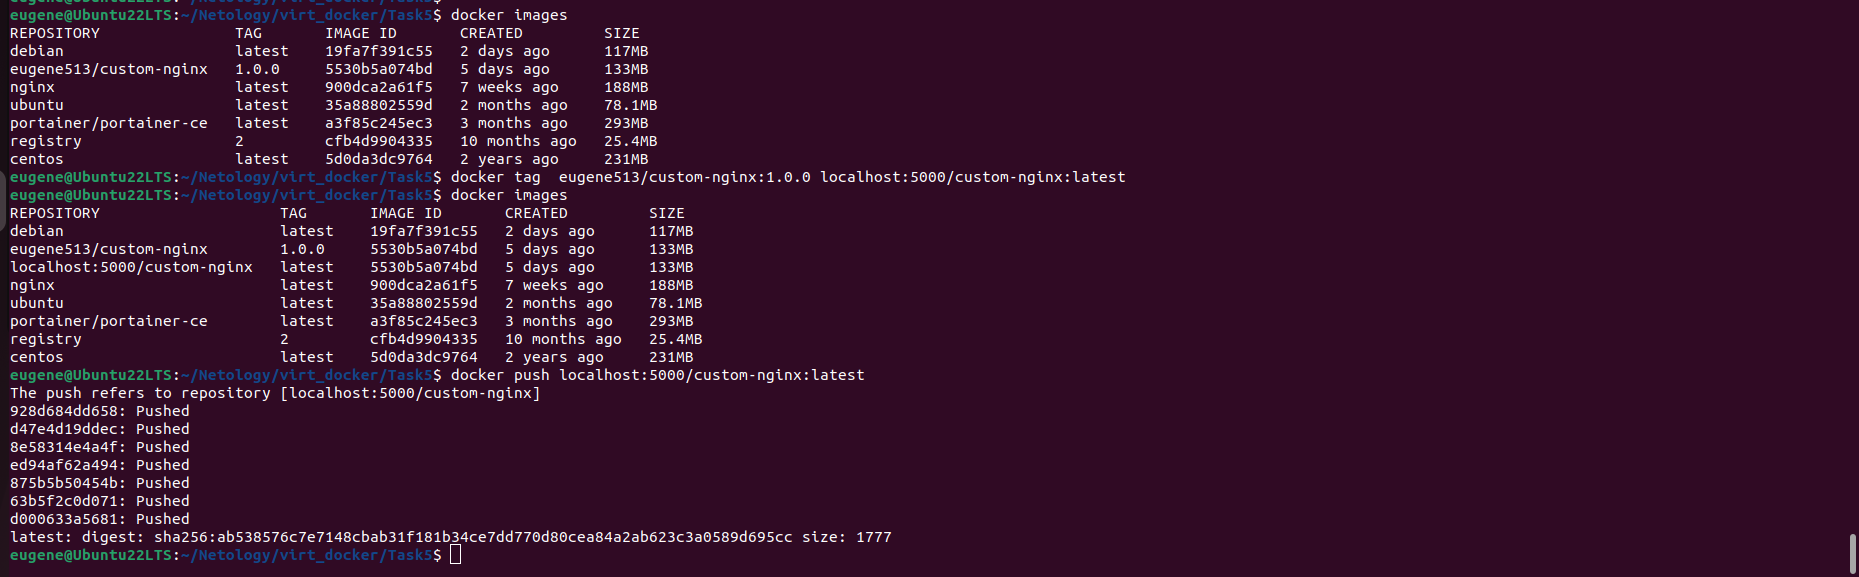 eugene@Ubuntu22LTS:~/Netology/virt_docker/Task5$ docker images
REPOSITORY               TAG       IMAGE ID       CREATED         SIZE
debian                   latest    19fa7f391c55   2 days ago      117MB
eugene513/custom-nginx   1.0.0     5530b5a074bd   5 days ago      133MB
nginx                    latest    900dca2a61f5   7 weeks ago     188MB
ubuntu                   latest    35a88802559d   2 months ago    78.1MB
portainer/portainer-ce   latest    a3f85c245ec3   3 months ago    293MB
registry                 2         cfb4d9904335   10 months ago   25.4MB
centos                   latest    5d0da3dc9764   2 years ago     231MB
eugene@Ubuntu22LTS:~/Netology/virt_docker/Task5$ docker tag  eugene513/custom-nginx:1.0.0 localhost:5000/custom-nginx:latest
eugene@Ubuntu22LTS:~/Netology/virt_docker/Task5$ docker images
REPOSITORY                    TAG       IMAGE ID       CREATED         SIZE
debian                        latest    19fa7f391c55   2 days ago      117MB
eugene513/custom-nginx        1.0.0     5530b5a074bd   5 days ago      133MB
localhost:5000/custom-nginx   latest    5530b5a074bd   5 days ago      133MB
nginx                         latest    900dca2a61f5   7 weeks ago     188MB
ubuntu                        latest    35a88802559d   2 months ago    78.1MB
portainer/portainer-ce        latest    a3f85c245ec3   3 months ago    293MB
registry                      2         cfb4d9904335   10 months ago   25.4MB
centos                        latest    5d0da3dc9764   2 years ago     231MB
eugene@Ubuntu22LTS:~/Netology/virt_docker/Task5$ docker push localhost:5000/custom-nginx:latest
The push refers to repository [localhost:5000/custom-nginx]
928d684dd658: Pushed
d47e4d19ddec: Pushed
8e58314e4a4f: Pushed
ed94af62a494: Pushed
875b5b50454b: Pushed
63b5f2c0d071: Pushed
d000633a5681: Pushed
latest: digest: sha256:ab538576c7e7148cbab31f181b34ce7dd770d80cea84a2ab623c3a0589d695cc size: 1777
eugene@Ubuntu22LTS:~/Netology/virt_docker/Task5$